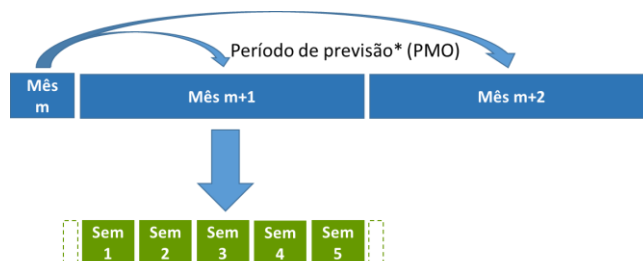 Período de previsão* (PMO)
Mês
m
Mês m+1
Mês m+2
Sem
1
Sem
2
Sem
3
Sem
4
Sem
5